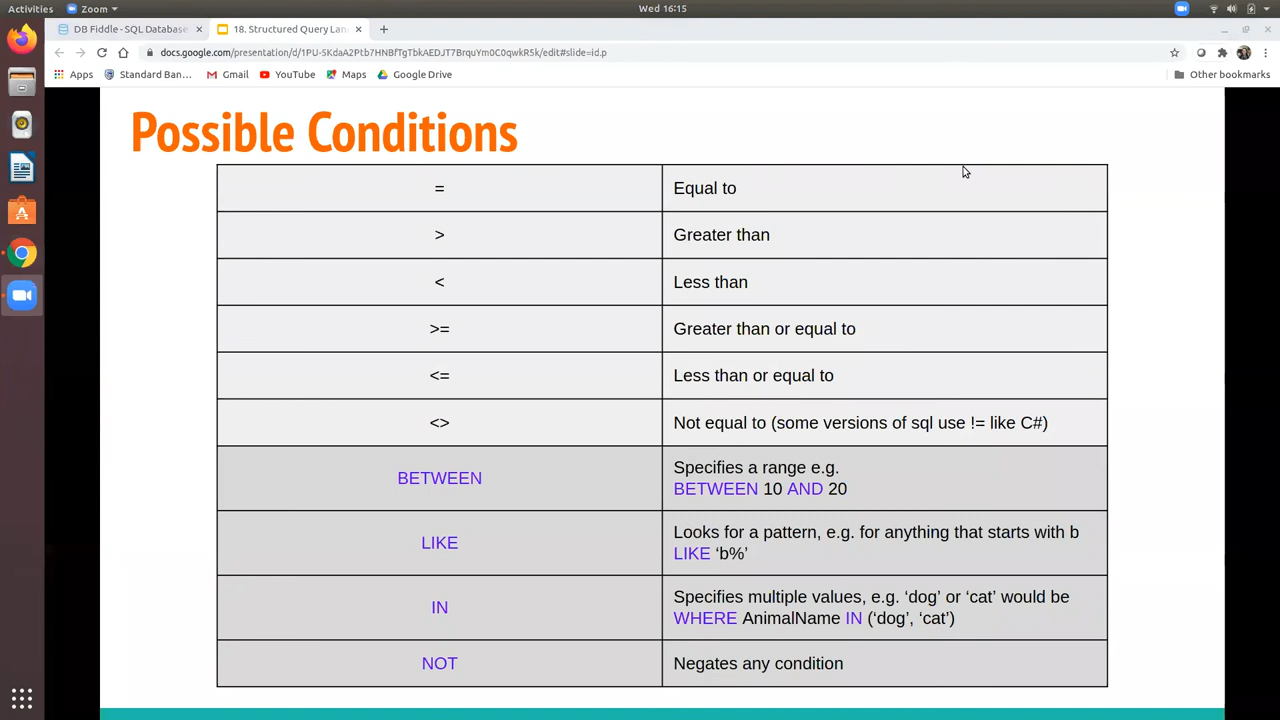 Activities
Zoom
Wed 16:15
DB Fiddle - SQL Database
18. Structured Query Lan
docs.google.com/presentation/d/1PU-5KdaA2Ptb7HNBfTgTbkAEDJT7BrquYm0C0qwkR5k/edit#slide=id.p
Apps
Standard Ban...
Gmail
YouTube
Maps
Google Drive
Other bookmarks
Possible Conditions
= Equal to
> Greater than
< Less than
>= Greater than or equal to
<= Less than or equal to
<> Not equal to (some versions of sql use != like C#)
BETWEEN
Specifies a range e.g.
BETWEEN 10 AND 20
LIKE
Looks for a pattern, e.g. for anything that starts with b
LIKE ‘b%’
IN
Specifies multiple values, e.g. ‘dog’ or ‘cat’ would be
WHERE AnimalName IN (‘dog’, ‘cat’)
NOT
Negates any condition